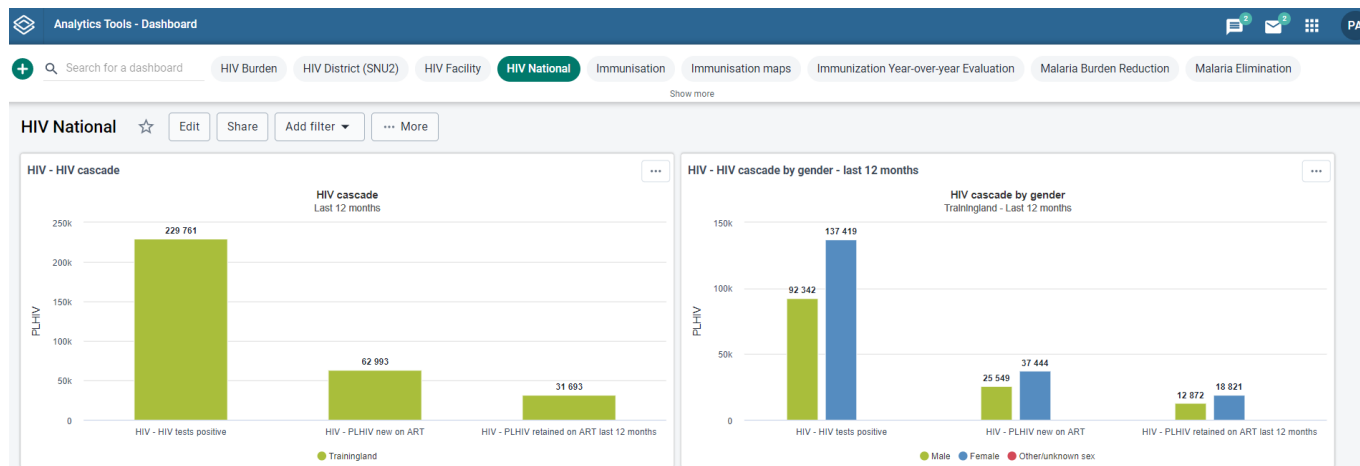 Analytics Tools - Dashboard
2
2
PA
Search for a dashboard
HIV Burden
HIV District (SNU2)
HIV Facility
HIV National
Immunisation
Immunisation maps
Immunization Year-over-year Evaluation
Malaria Burden Reduction
Malaria Elimination
Show more
HIV National
Edit
Share
Add filter
More
HIV - HIV cascade
HIV cascade
Last 12 months
250k
200k
150k
100k
50k
0
PLHIV
229 761
62 993
31 693
HIV - HIV tests positive
HIV - PLHIV new on ART
HIV - PLHIV retained on ART last 12 months
Trainingland
HIV - HIV cascade by gender - last 12 months
HIV cascade by gender
Trainingland - Last 12 months
150k
100k
50k
0
PLHIV
92 342
137 419
25 549
37 444
12 872
18 821
HIV - HIV tests positive
HIV - PLHIV new on ART
HIV - PLHIV retained on ART last 12 months
Male
Female
Other/unknown sex